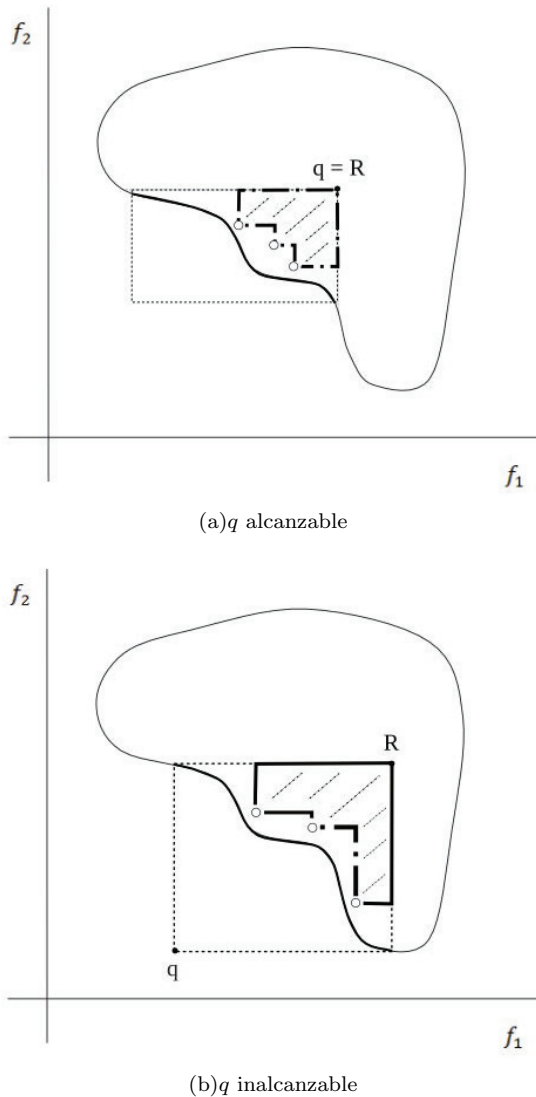 f₂
q = R
f₁
(a)q alcanzable
f₂
R
q
f₁
(b)q inalcanzable